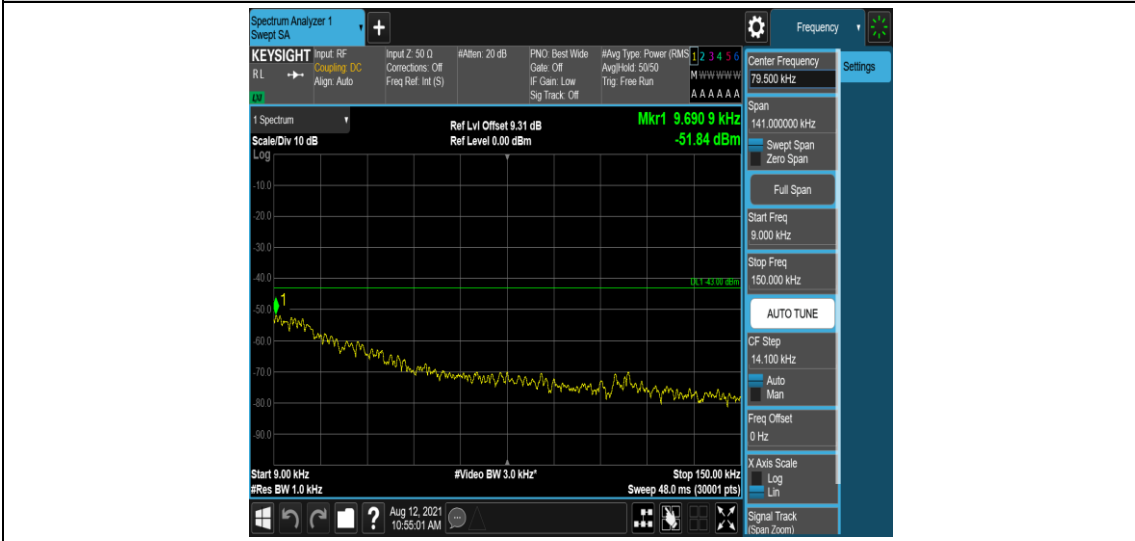 Spectrum Analyzer 1
Swept SA
+
Frequency
KEYSIGHT
RL
LXI
Input: RF
Coupling: DC
Align: Auto
Input Z: 50 Ω
Corrections: Off
Freq Ref: Int (S)
#Atten: 20 dB
PNO: Best Wide
Gate: Off
IF Gain: Low
Sig Track: Off
#Avg Type: Power (RMS
Avg|Hold: 50/50
Trig: Free Run
1 2 3 4 5 6
M W W W W W
A A A A A A
1 Spectrum
Scale/Div 10 dB
Log
Ref Lvl Offset 9.31 dB
Ref Level 0.00 dBm
Mkr1 9.690 9 kHz
-51.84 dBm
-10.0
-20.0
-30.0
-40.0
DL1 -43.00 dBm
-50.0
1
-60.0
-70.0
-80.0
-90.0
Start 9.00 kHz
#Res BW 1.0 kHz
#Video BW 3.0 kHz*
Stop 150.00 kHz
Sweep 48.0 ms (30001 pts)
?
Aug 12, 2021
10:55:01 AM
Center Frequency
79.500 kHz
Settings
Span
141.000000 kHz
Swept Span
Zero Span
Full Span
Start Freq
9.000 kHz
Stop Freq
150.000 kHz
AUTO TUNE
CF Step
14.100 kHz
Auto
Man
Freq Offset
0 Hz
X Axis Scale
Log
Lin
Signal Track
(Span Zoom)